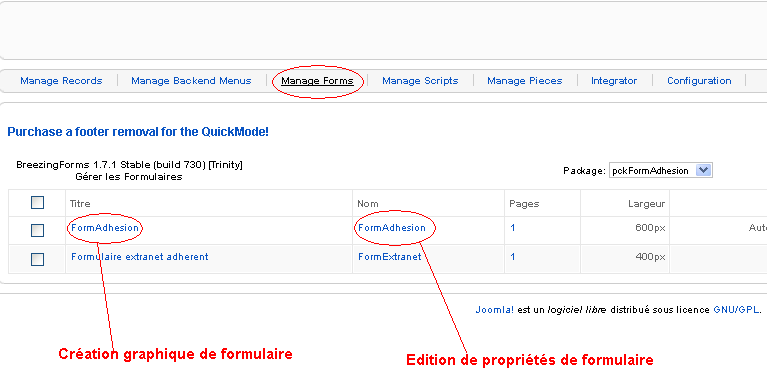 Manage Records Manage Backend Menus Manage Forms Manage Scripts Manage Pieces Integrator Configuration
Purchase a footer removal for the QuickMode!
BreezingForms 1.7.1 Stable (build 730) [Trinity]
Gérer les Formulaires
Package: pckFormAdhesion
Titre Nom Pages Largeur
FormAdhesion FormAdhesion 1 600px Auto
Formulaire extranet adherent FormExtranet 1 400px
Joomla! est un logiciel libre distribué sous licence GNU/GPL.
Création graphique de formulaire
Edition de propriétés de formulaire